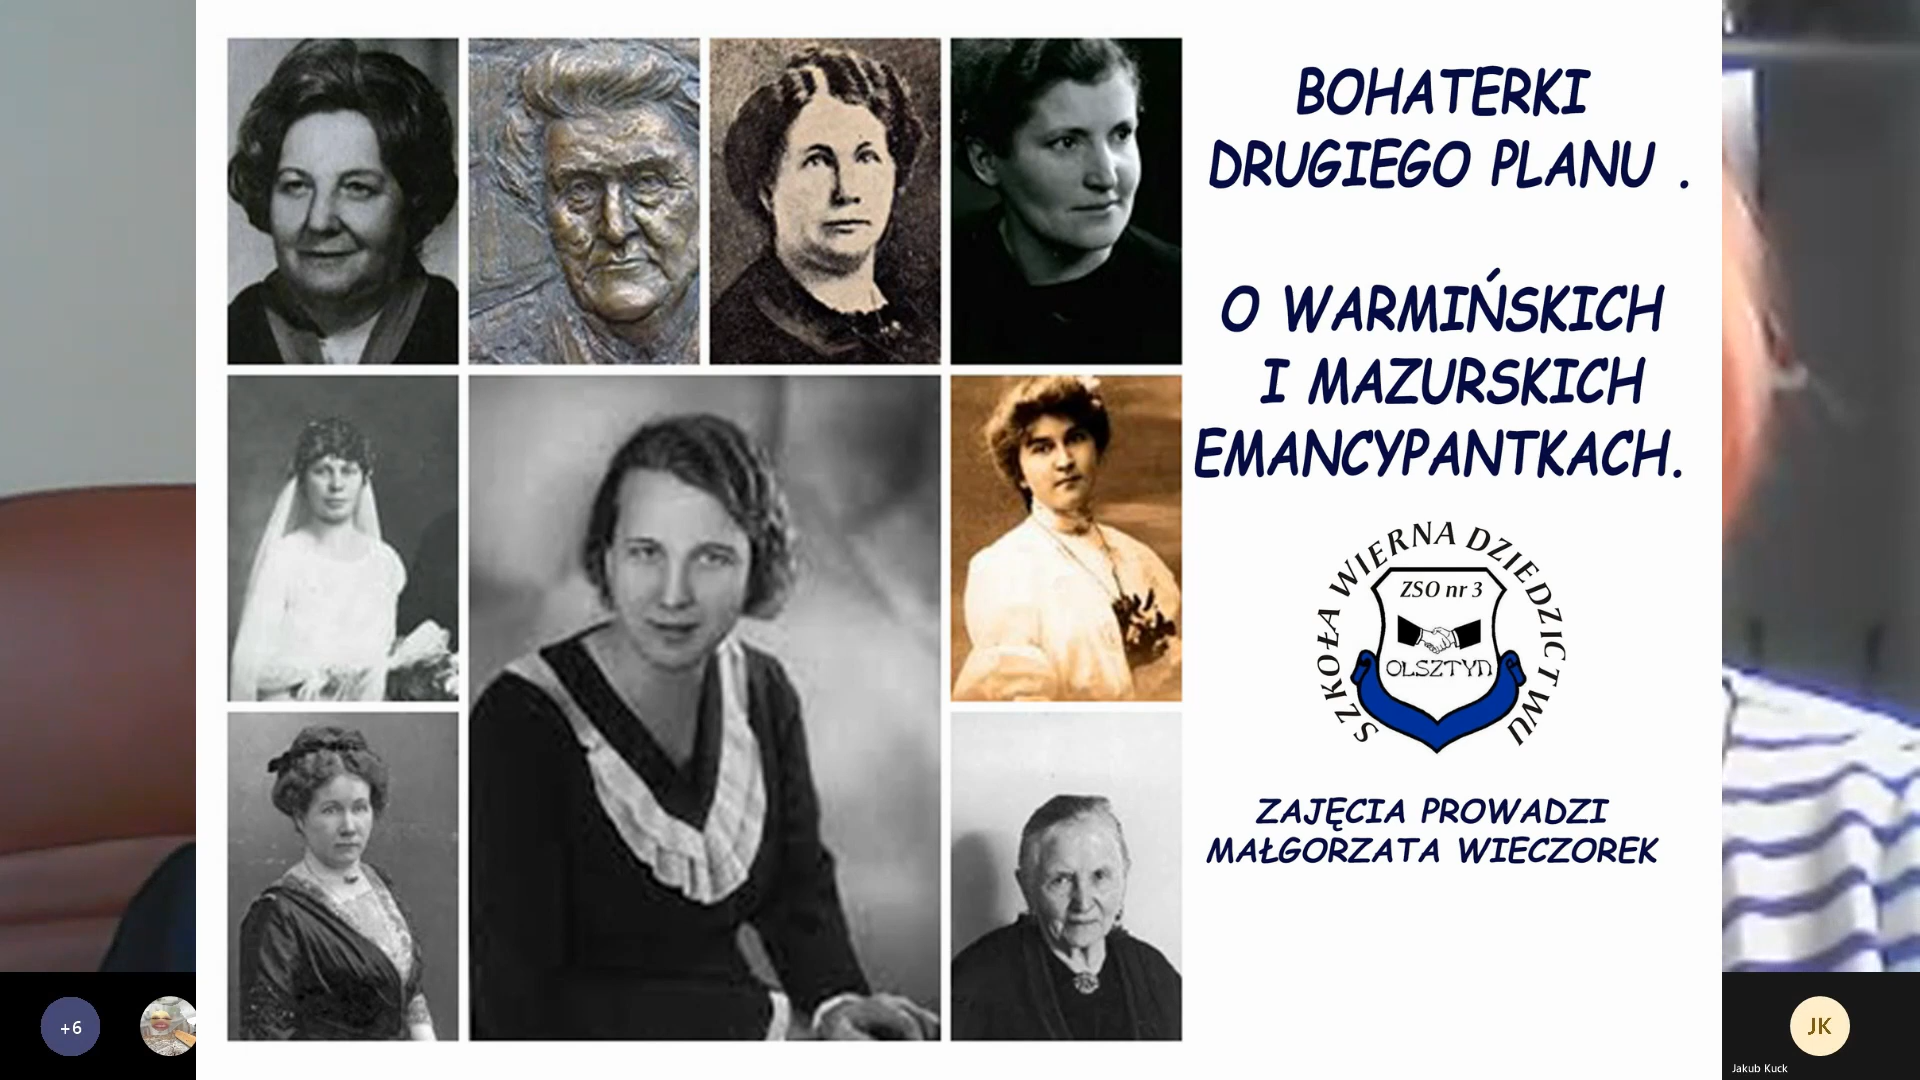 BOHATERKI
DRUGIEGO PLANU .
O WARMIŃSKICH
I MAZURSKICH
EMANCYPANTKACH.
SZKOŁA WIERNA DZIEDZICTWU
ZSO nr 3
OLSZTYN
ZAJĘCIA PROWADZI
MAŁGORZATA WIECZOREK
+6
JK
Jakub Kuck